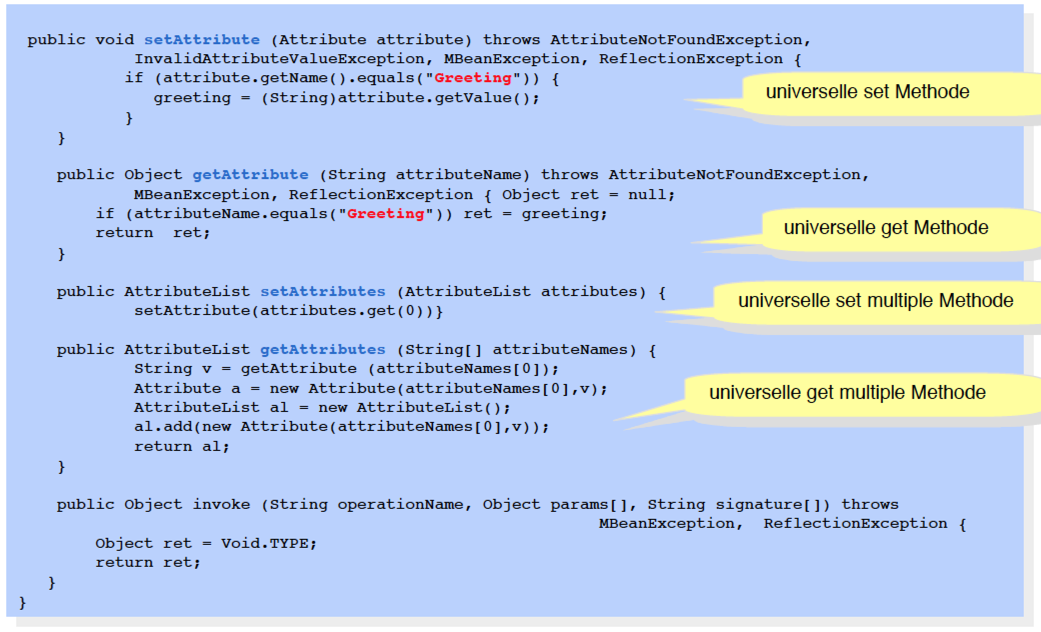 public void setAttribute (Attribute attribute) throws AttributeNotFoundException,
InvalidAttributeValueException, MBeanException, ReflectionException {
if (attribute.getName().equals("Greeting")) {
greeting = (String)attribute.getValue();
}
}
universelle set Methode
public Object getAttribute (String attributeName) throws AttributeNotFoundException,
MBeanException, ReflectionException { Object ret = null;
if (attributeName.equals("Greeting")) ret = greeting;
return ret;
}
universelle get Methode
public AttributeList setAttributes (AttributeList attributes) {
setAttribute(attributes.get(0))}
universelle set multiple Methode
public AttributeList getAttributes (String[] attributeNames) {
String v = getAttribute (attributeNames[0]);
Attribute a = new Attribute(attributeNames[0],v);
AttributeList al = new AttributeList();
al.add(new Attribute(attributeNames[0],v));
return al;
}
universelle get multiple Methode
public Object invoke (String operationName, Object params[], String signature[]) throws
MBeanException, ReflectionException {
Object ret = Void.TYPE;
return ret;
}
}